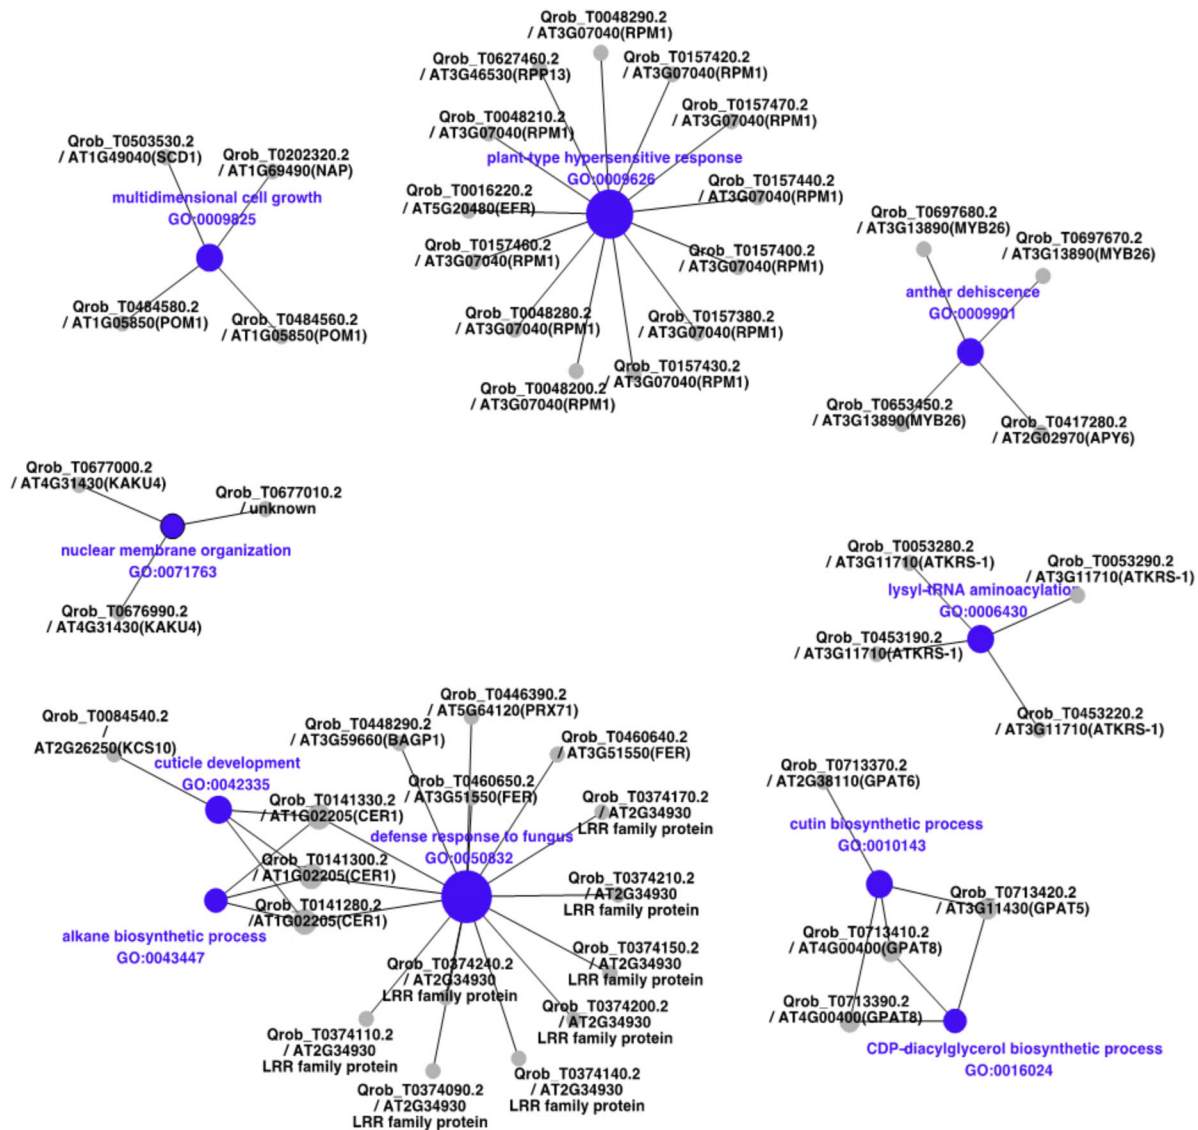 Qrob_T0048290.2
/ AT3G07040(RPM1)
Qrob_T0627460.2
/ AT3G46530(RPP13)
Qrob_T0157420.2
/ AT3G07040(RPM1)
Qrob_T0048210.2
/ AT3G07040(RPM1)
Qrob_T0157470.2
/ AT3G07040(RPM1)
plant-type hypersensitive response
GO:0009626
Qrob_T0016220.2
/ AT5G20480(EFR)
Qrob_T0157440.2
/ AT3G07040(RPM1)
Qrob_T0157460.2
/ AT3G07040(RPM1)
Qrob_T0157400.2
/ AT3G07040(RPM1)
Qrob_T0048280.2
/ AT3G07040(RPM1)
Qrob_T0157380.2
/ AT3G07040(RPM1)
Qrob_T0048200.2
/ AT3G07040(RPM1)
Qrob_T0157430.2
/ AT3G07040(RPM1)
Qrob_T0503530.2
/ AT1G49040(SCD1)
Qrob_T0202320.2
/ AT1G69490(NAP)
multidimensional cell growth
GO:0009825
Qrob_T0484580.2
/ AT1G05850(POM1)
Qrob_T0484560.2
/ AT1G05850(POM1)
Qrob_T0697680.2
/ AT3G13890(MYB26)
Qrob_T0697670.2
/ AT3G13890(MYB26)
anther dehiscence
GO:0009901
Qrob_T0653450.2
/ AT3G13890(MYB26)
Qrob_T0417280.2
/ AT2G02970(APY6)
Qrob_T0677000.2
/ AT4G31430(KAKU4)
Qrob_T0677010.2
/ unknown
nuclear membrane organization
GO:0071763
Qrob_T0676990.2
/ AT4G31430(KAKU4)
Qrob_T0053280.2
/ AT3G11710(ATKRS-1)
Qrob_T0053290.2
/ AT3G11710(ATKRS-1)
lysyl-tRNA aminoacylation
GO:0006430
Qrob_T0453190.2
/ AT3G11710(ATKRS-1)
Qrob_T0453220.2
/ AT3G11710(ATKRS-1)
Qrob_T0084540.2
/
AT2G26250(KCS10)
cuticle development
GO:0042335
Qrob_T0448290.2
/ AT3G59660(BAGP1)
Qrob_T0446390.2
/ AT5G64120(PRX71)
Qrob_T0460640.2
/ AT3G51550(FER)
Qrob_T0460650.2
/ AT3G51550(FER)
Qrob_T0141330.2
/ AT1G02205(CER1)
Qrob_T0374170.2
/ AT2G34930
LRR family protein
defense response to fungus
GO:0050832
Qrob_T0141300.2
/ AT1G02205(CER1)
Qrob_T0374210.2
/ AT2G34930
LRR family protein
Qrob_T0141280.2
/AT1G02205(CER1)
alkane biosynthetic process
GO:0043447
Qrob_T0374150.2
/ AT2G34930
LRR family protein
Qrob_T0374240.2
/ AT2G34930
LRR family protein
Qrob_T0374200.2
/ AT2G34930
LRR family protein
Qrob_T0374110.2
/ AT2G34930
LRR family protein
Qrob_T0374140.2
/ AT2G34930
LRR family protein
Qrob_T0374090.2
/ AT2G34930
LRR family protein
Qrob_T0713370.2
/ AT2G38110(GPAT6)
cutin biosynthetic process
GO:0010143
Qrob_T0713420.2
/ AT3G11430(GPAT5)
Qrob_T0713410.2
/ AT4G00400(GPAT8)
Qrob_T0713390.2
/ AT4G00400(GPAT8)
CDP-diacylglycerol biosynthetic process
GO:0016024